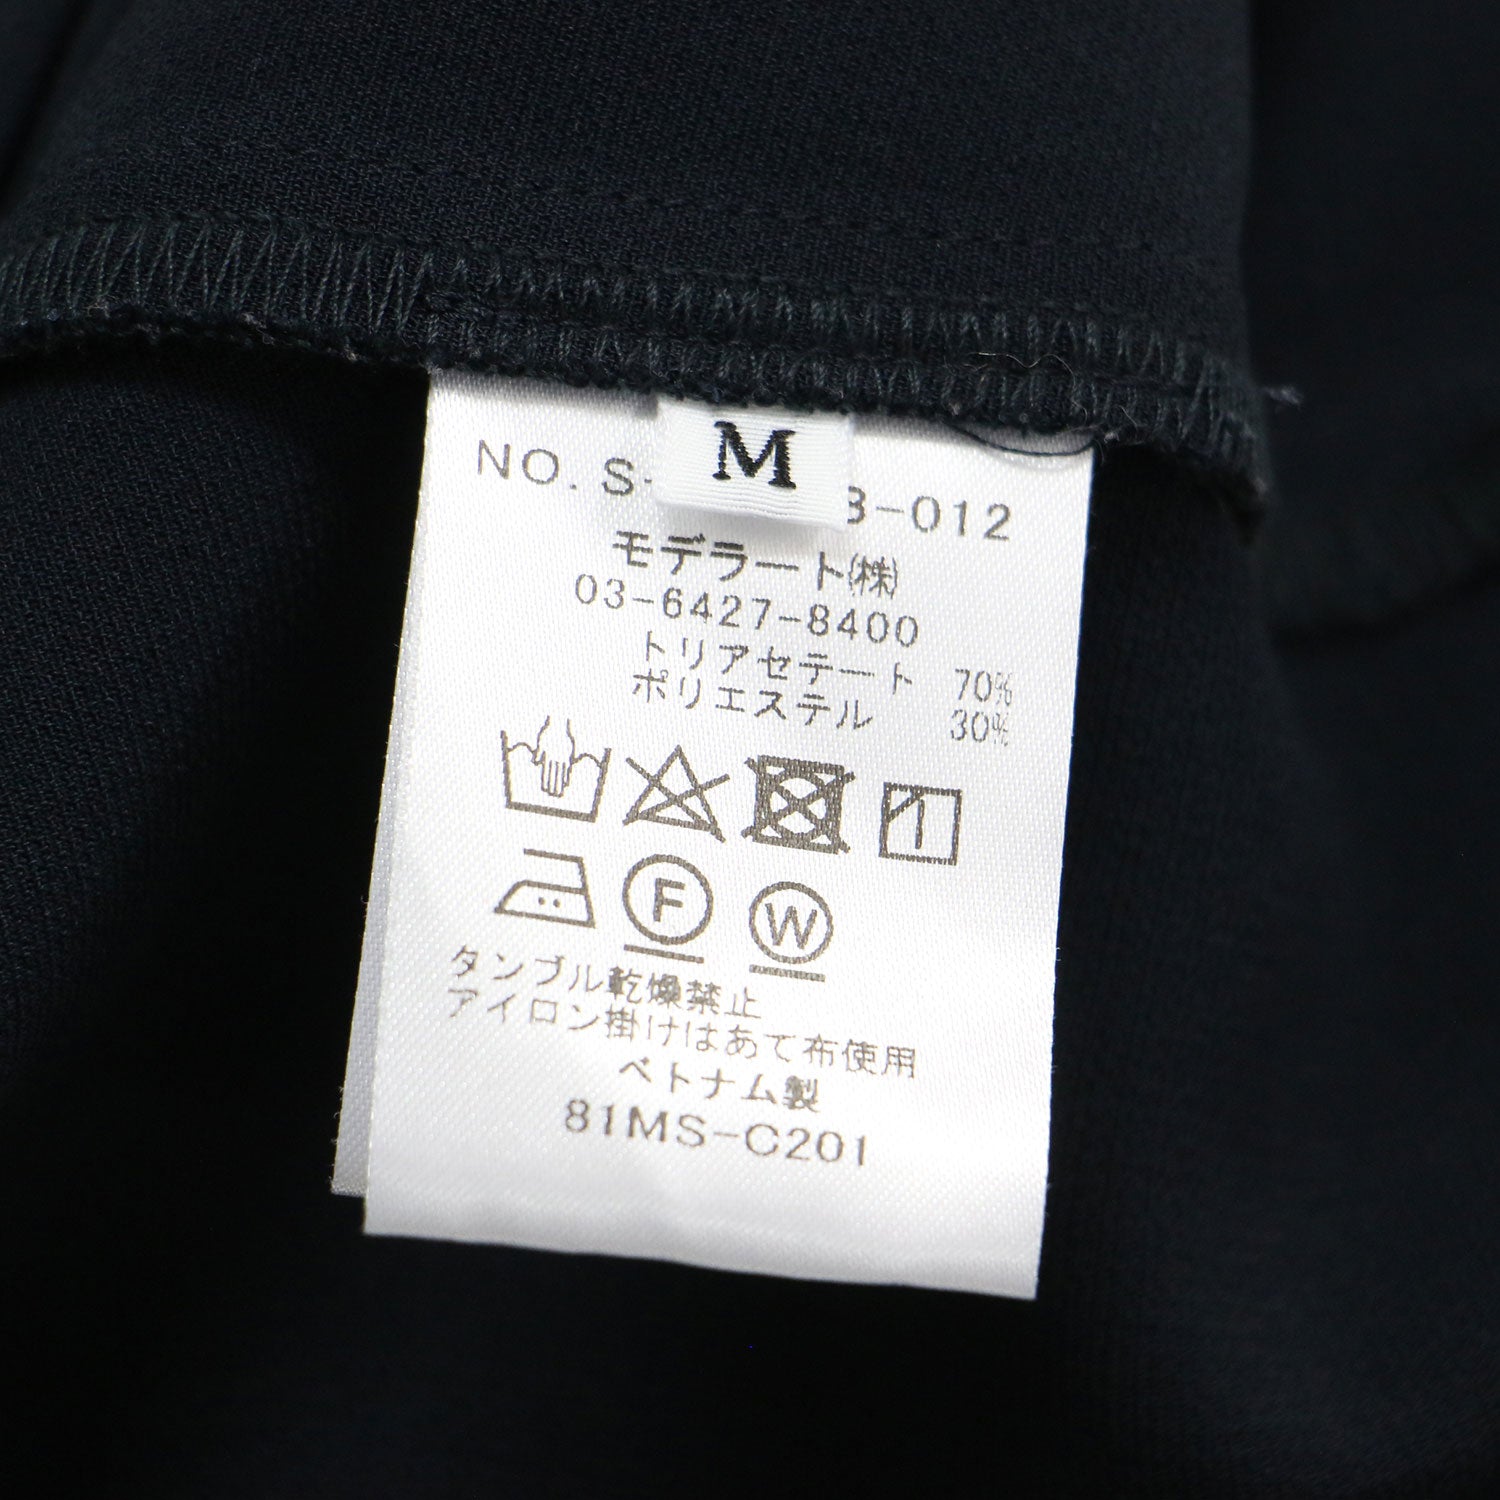 M
NO. S- 3-012
モデラート(株)
03-6427-8400
トリアセテート 70%
ポリエステル 30%
F W
タンブル乾燥禁止
アイロン掛けはあて布使用
ベトナム製
81MS-C201